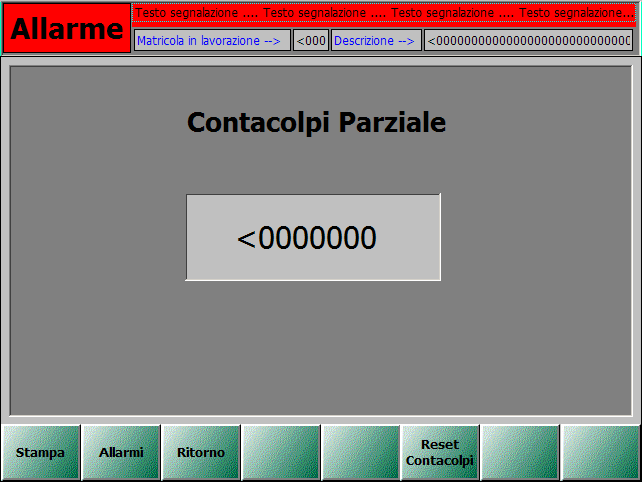 Allarme
Testo segnalazione .... Testo segnalazione .... Testo segnalazione .... Testo segnalazione...
Matricola in lavorazione --> <000 Descrizione -->
Contacolpi Parziale
<0000000
Stampa
Allarmi
Ritorno
Reset
Contacolpi